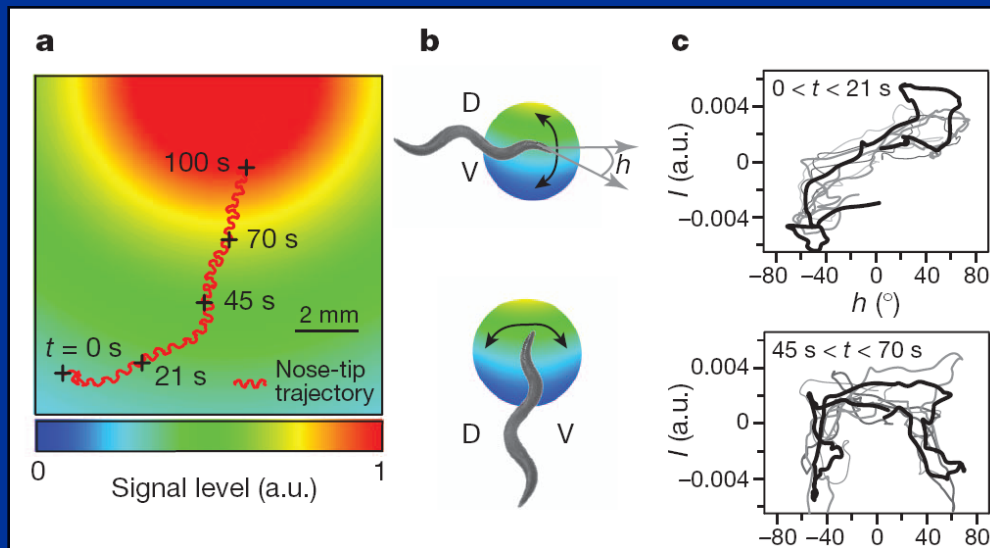 a
100 s
70 s
45 s
2 mm
t = 0 s
21 s
Nose-tip
trajectory
0
1
Signal level (a.u.)
b
D
V
h
D
V
c
0 < t < 21 s
I (a.u.)
0.004
0
−0.004
−80 −40 0 40 80
h (°)
45 s < t < 70 s
I (a.u.)
0.004
0
−0.004
−80 −40 0 40 80